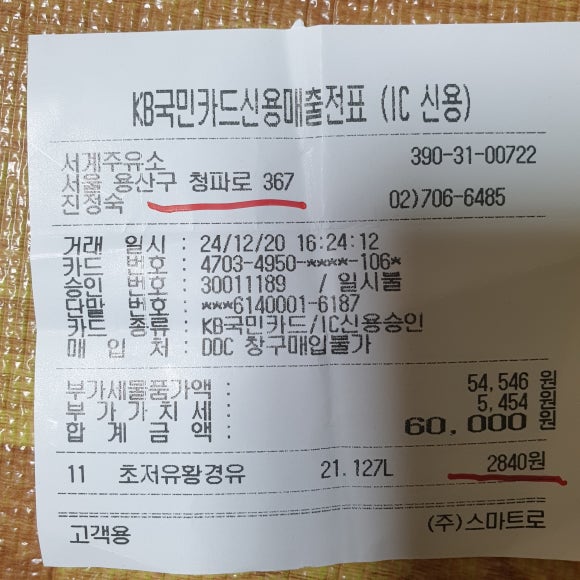 KB국민카드신용매출전표 (IC 신용)
서계주유소 390-31-00722
서울 용산구 청파로 367
진정숙 02)706-6485
거래 일시 : 24/12/20 16:24:12
카드 번호 : 4703-4950-****-106*
승인 번호 : 30011189 / 일시불
단말 번호 : ***6140001-6187
카드 종류 : KB국민카드/IC신용승인
매 입 처 : DDC 창구매입불가
부가세물품가액 : 54,546 원
부 가 가 치 세 : 5,454 원
합 계 금 액 : 60,000 원
11 초저유황경유 21.127L 2840원
고객용 (주)스마트로